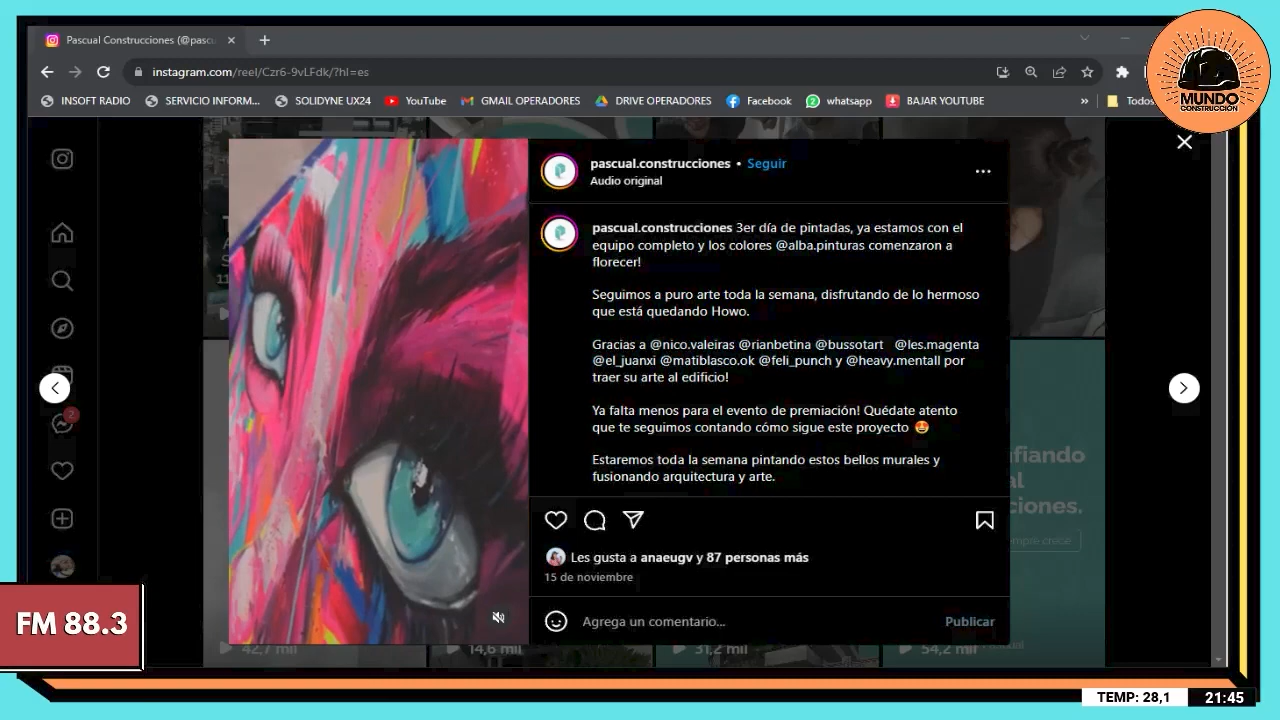 Pascual Construcciones (@pascu
instagram.com/reel/Czr6-9vLFdk/?hl=es
INSOFT RADIO
SERVICIO INFORM...
SOLIDYNE UX24
YouTube
GMAIL OPERADORES
DRIVE OPERADORES
Facebook
whatsapp
BAJAR YOUTUBE
»
Todos
MUNDO
CONSTRUCCIÓN
pascual.construcciones • Seguir
Audio original
pascual.construcciones 3er día de pintadas, ya estamos con el
equipo completo y los colores @alba.pinturas comenzaron a
florecer!
Seguimos a puro arte toda la semana, disfrutando de lo hermoso
que está quedando Howo.
Gracias a @nico.valeiras @rianbetina @bussotart @les.magenta
@el_juanxi @matiblasco.ok @feli_punch y @heavy.mentall por
traer su arte al edificio!
Ya falta menos para el evento de premiación! Quédate atento
que te seguimos contando cómo sigue este proyecto 😍
Estaremos toda la semana pintando estos bellos murales y
fusionando arquitectura y arte.
Les gusta a anaeugv y 87 personas más
15 de noviembre
Agrega un comentario...
Publicar
2
fiando
al
ciones.
mpre crece
42,7 mil
14,6 mil
31,2 mil
54,2 mil
FM 88.3
TEMP: 28,1
21:45